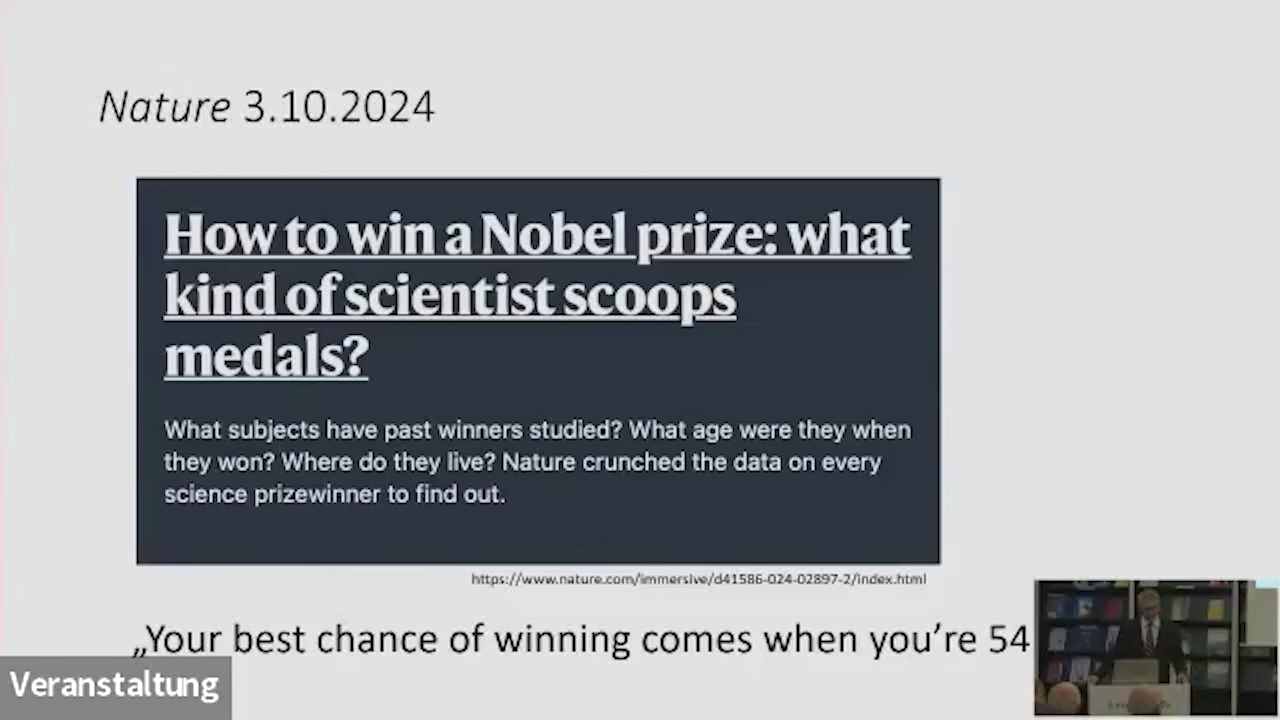 Nature 3.10.2024
How to win a Nobel prize: what
kind of scientist scoops
medals?
What subjects have past winners studied? What age were they when
they won? Where do they live? Nature crunched the data on every
science prizewinner to find out.
https://www.nature.com/immersive/d41586-024-02897-2/index.html
„Your best chance of winning comes when you’re 54
Veranstaltung